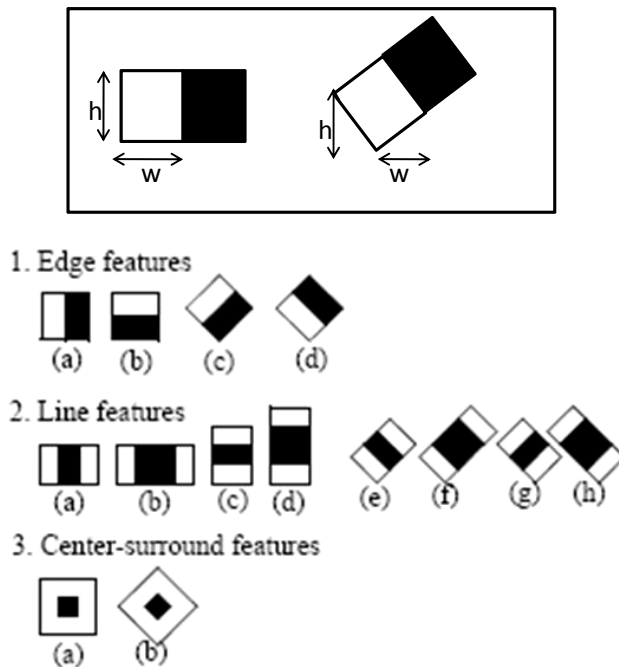 h h
w w
1. Edge features
(a) (b) (c) (d)
2. Line features
(a) (b) (c) (d) (e) (f) (g) (h)
3. Center-surround features
(a) (b)